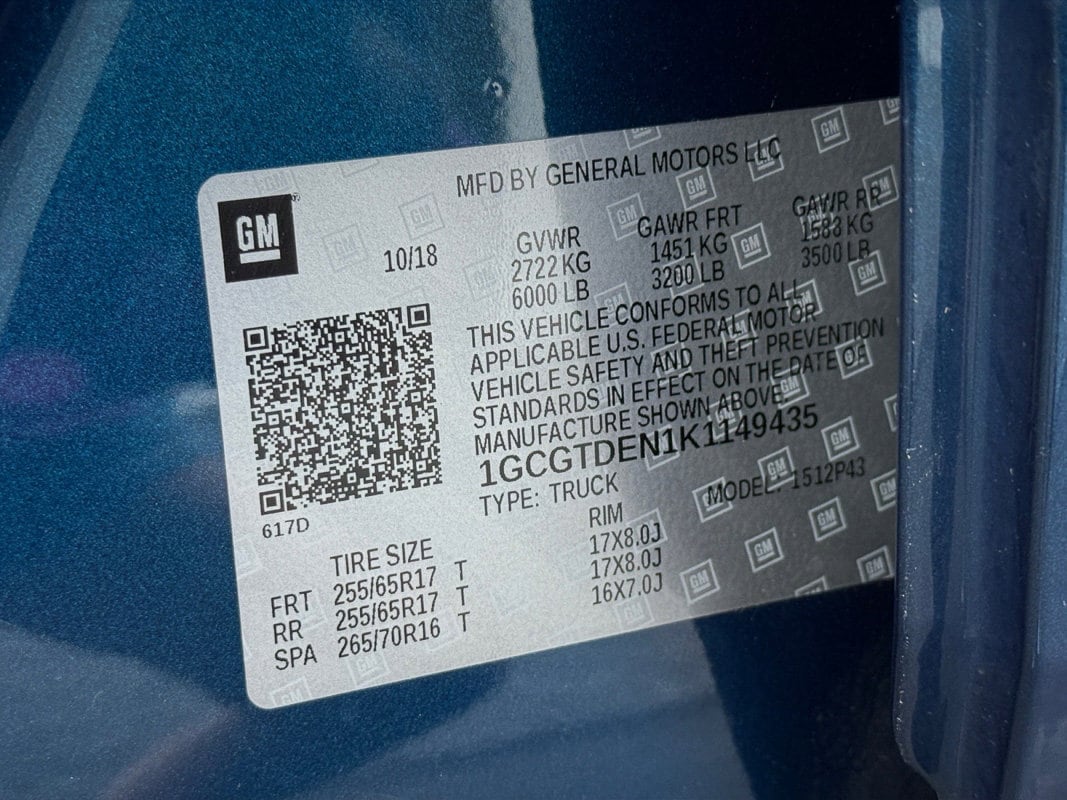 MFD BY GENERAL MOTORS LLC
GM
®
10/18
GVWR GAWR FRT GAWR RR
2722 KG 1451 KG 1583 KG
6000 LB 3200 LB 3500 LB
THIS VEHICLE CONFORMS TO ALL
APPLICABLE U.S. FEDERAL MOTOR
VEHICLE SAFETY AND THEFT PREVENTION
STANDARDS IN EFFECT ON THE DATE OF
MANUFACTURE SHOWN ABOVE.
1GCGTDEN1K1149435
TYPE: TRUCK MODEL: 1512P43
617D
TIRE SIZE RIM
FRT 255/65R17 T 17X8.0J
RR 255/65R17 T 17X8.0J
SPA 265/70R16 T 16X7.0J